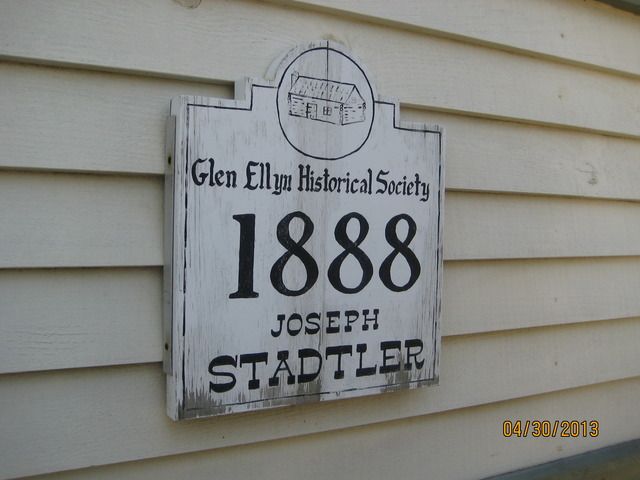 Glen Ellyn Historical Society
1888
JOSEPH
STADTLER
04/30/2013